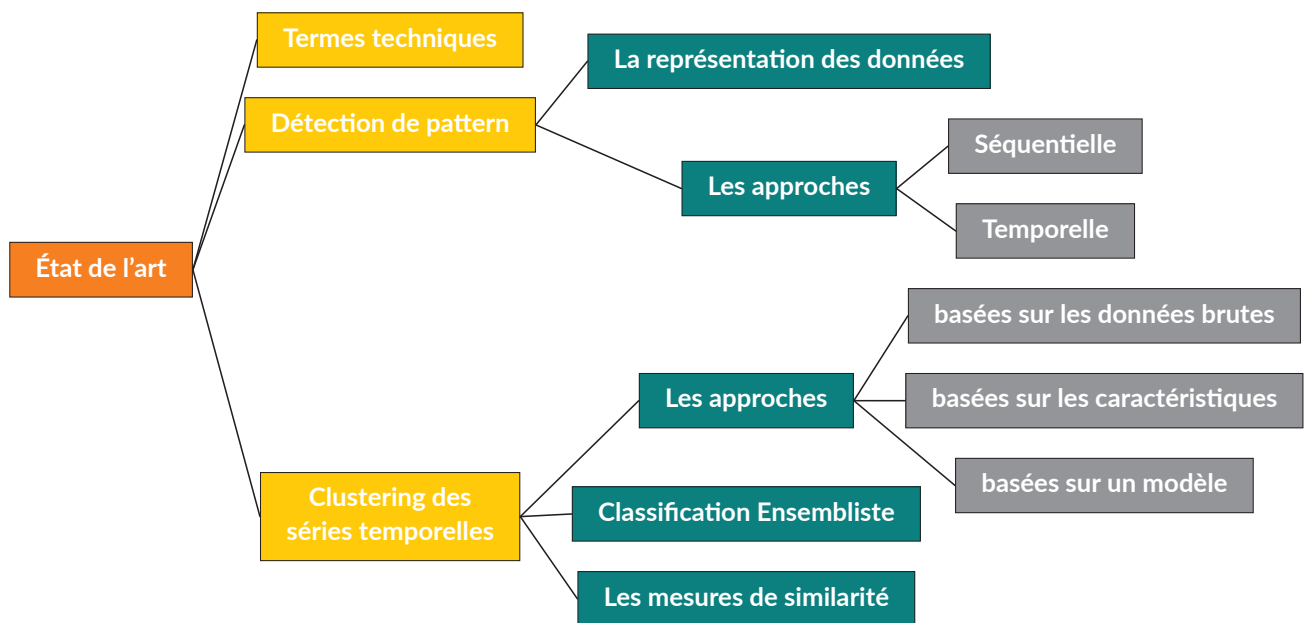 Termes techniques
La représentation des données
Détection de pattern
Séquentielle
Les approches
Temporelle
État de l’art
basées sur les données brutes
Les approches
basées sur les caractéristiques
basées sur un modèle
Clustering des
séries temporelles
Classification Ensembliste
Les mesures de similarité